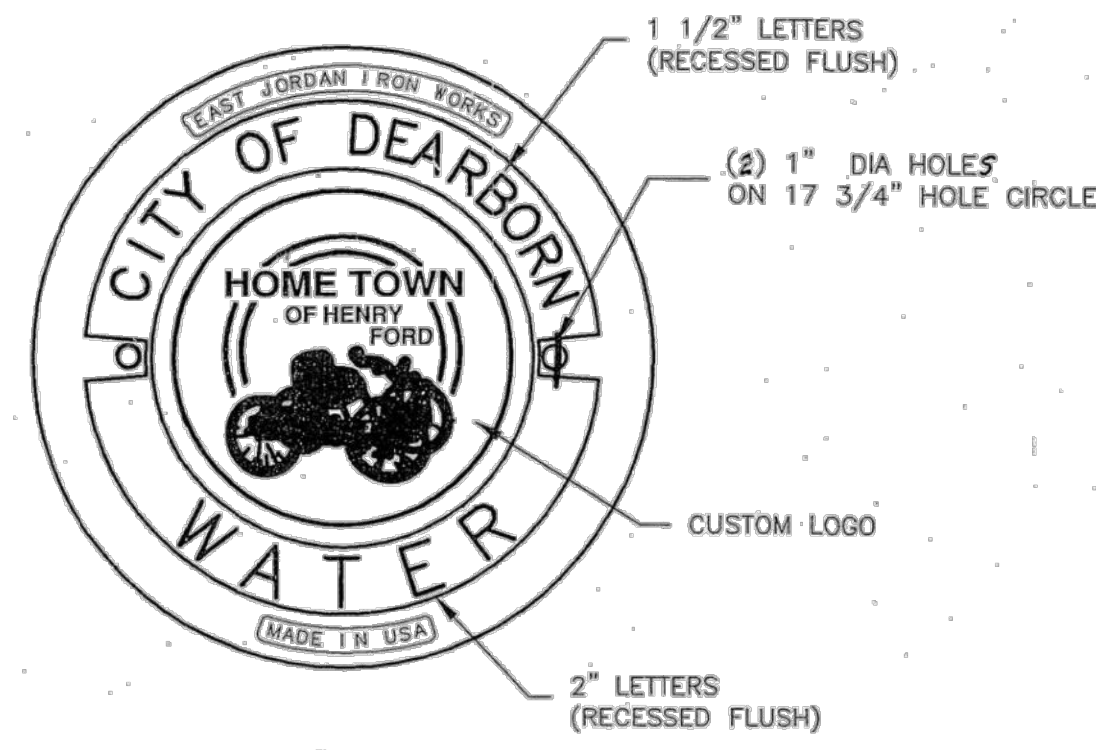 1 1/2" LETTERS
(RECESSED FLUSH)
EAST JORDAN IRON WORKS
CITY OF DEARBORN
(2) 1" DIA HOLES
ON 17 3/4" HOLE CIRCLE
HOME TOWN
OF HENRY
FORD
CUSTOM LOGO
WATER
MADE IN USA
2" LETTERS
(RECESSED FLUSH)